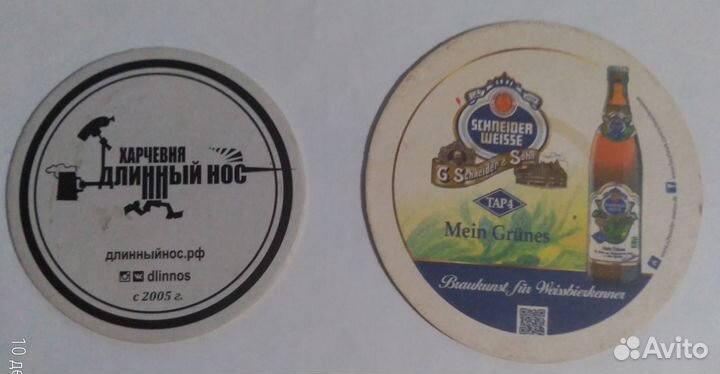 ХАРЧЕВНЯ
ДЛИННЫЙ НОС
длинныйнос.рф
dlinnos
с 2005 г.
SCHNEIDER
WEISSE
G. Schneider & Sohn
TAP4
Mein Grünes
Braukunst für Weissbierkenner
Avito